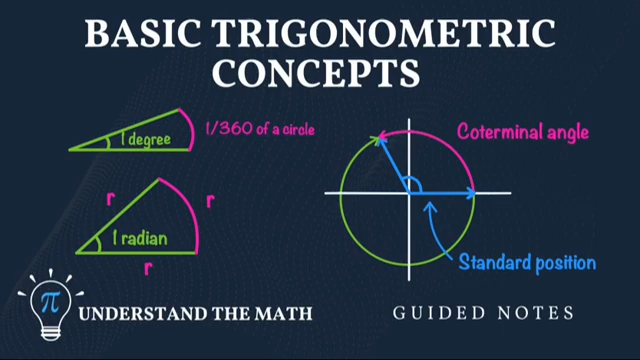 BASIC TRIGONOMETRIC
CONCEPTS
1 degree
1/360 of a circle
r
r
1 radian
r
Coterminal angle
Standard position
π
UNDERSTAND THE MATH
GUIDED NOTES